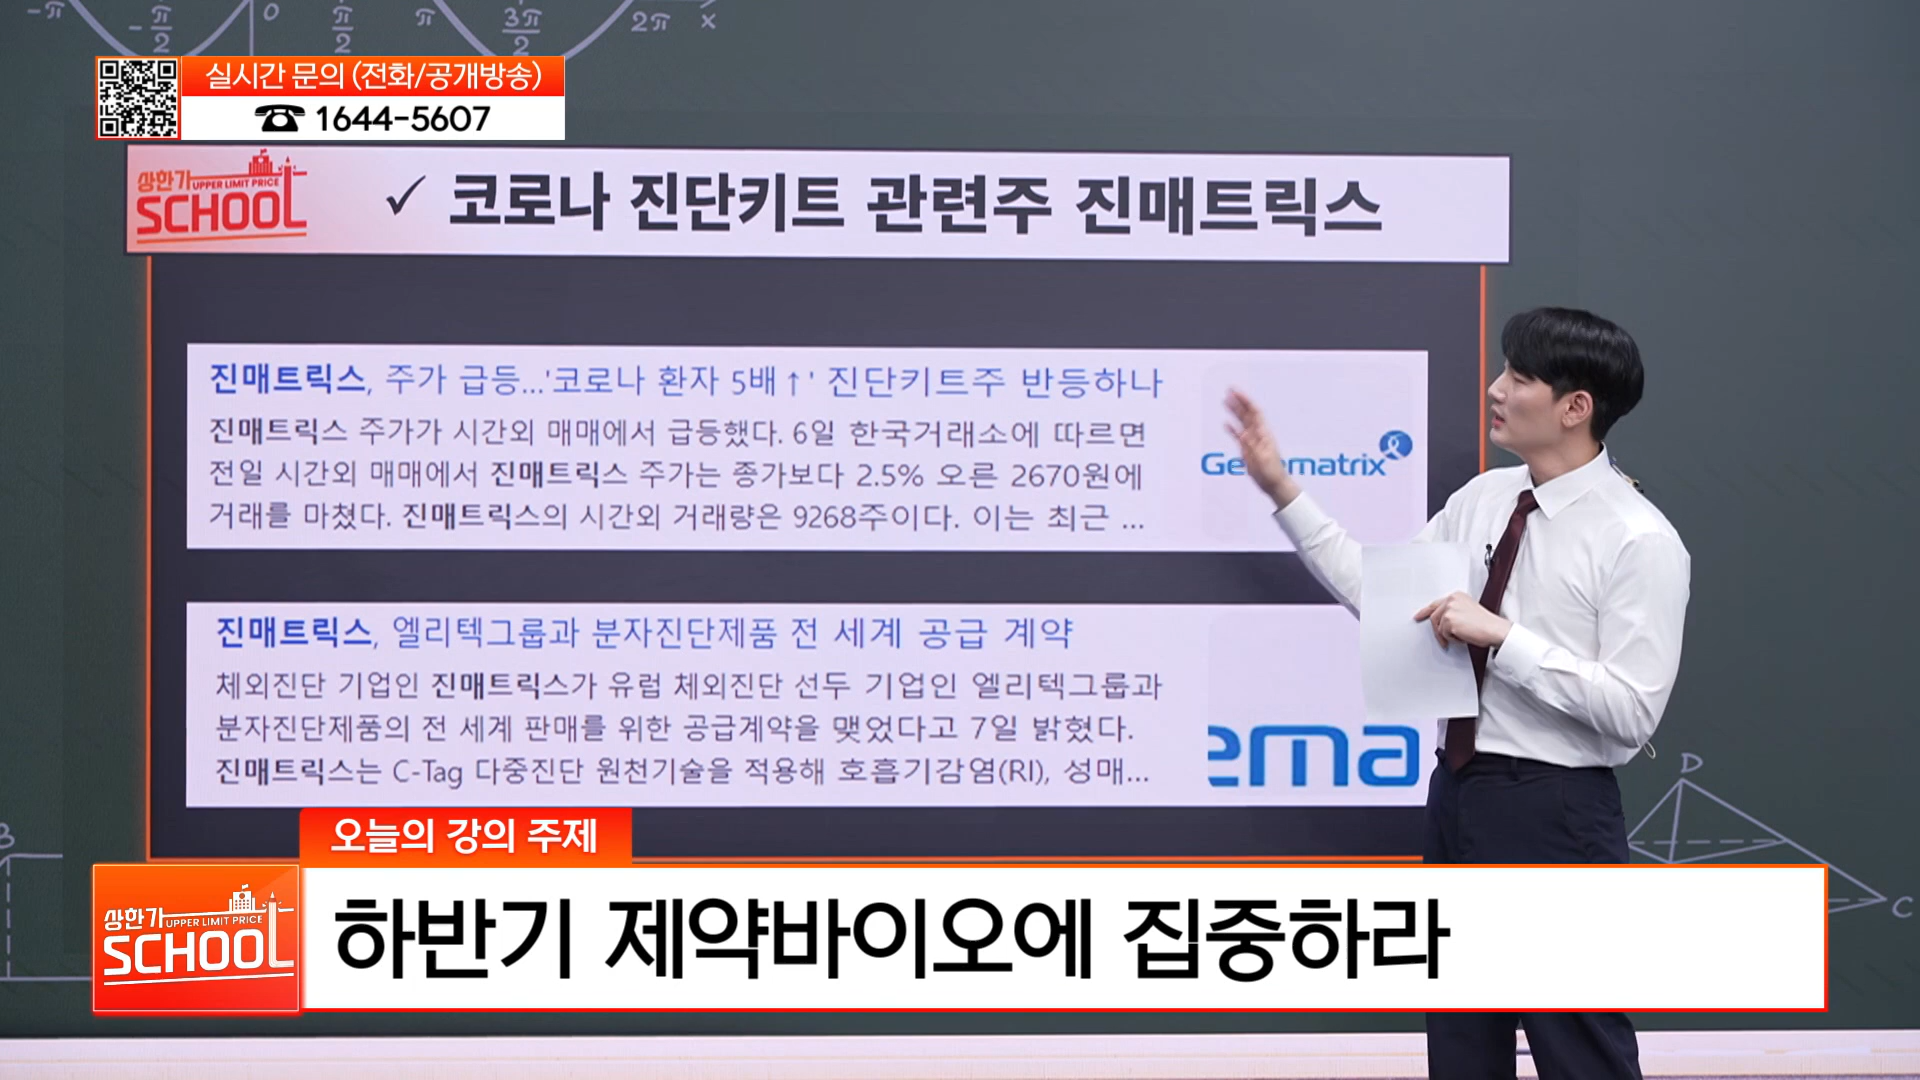 -π
-π/2
0
π/2
π
3π/2
2π
x
실시간 문의 (전화/공개방송)
☎ 1644-5607
상한가 UPPER LIMIT PRICE
SCHOOL
✓ 코로나 진단키트 관련주 진매트릭스
진매트릭스, 주가 급등...'코로나 환자 5배↑' 진단키트주 반등하나
진매트릭스 주가가 시간외 매매에서 급등했다. 6일 한국거래소에 따르면
전일 시간외 매매에서 진매트릭스 주가는 종가보다 2.5% 오른 2670원에
거래를 마쳤다. 진매트릭스의 시간외 거래량은 9268주이다. 이는 최근 ...
Ge matrix
진매트릭스, 엘리텍그룹과 분자진단제품 전 세계 공급 계약
체외진단 기업인 진매트릭스가 유럽 체외진단 선두 기업인 엘리텍그룹과
분자진단제품의 전 세계 판매를 위한 공급계약을 맺었다고 7일 밝혔다.
진매트릭스는 C-Tag 다중진단 원천기술을 적용해 호흡기감염(RI), 성매...
ema
D
B
C
오늘의 강의 주제
상한가 UPPER LIMIT PRICE
SCHOOL
하반기 제약바이오에 집중하라